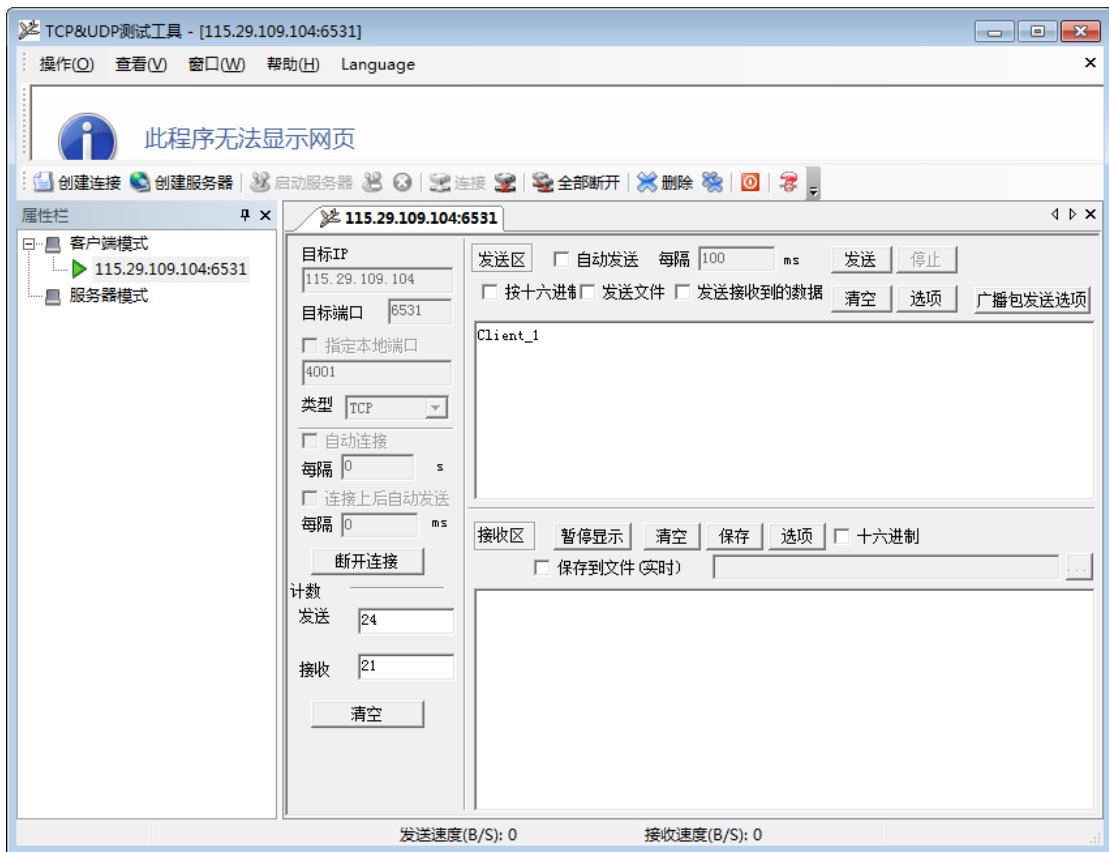 TCP&UDP测试工具 - [115.29.109.104:6531]
操作(O) 查看(V) 窗口(W) 帮助(H) Language
此程序无法显示网页
创建连接 创建服务器 启动服务器 连接 全部断开 删除
属性栏
115.29.109.104:6531
客户端模式
115.29.109.104:6531
服务器模式
目标IP
115.29.109.104
目标端口 6531
指定本地端口
4001
类型 TCP
自动连接
每隔 0 s
连接上后自动发送
每隔 0 ms
断开连接
计数
发送 24
接收 21
清空
发送区 自动发送 每隔 100 ms 发送 停止
按十六进制 发送文件 发送接收到的数据 清空 选项 广播包发送选项
Client_1
接收区 暂停显示 清空 保存 选项 十六进制
保存到文件(实时) ...
发送速度(B/S): 0 接收速度(B/S): 0